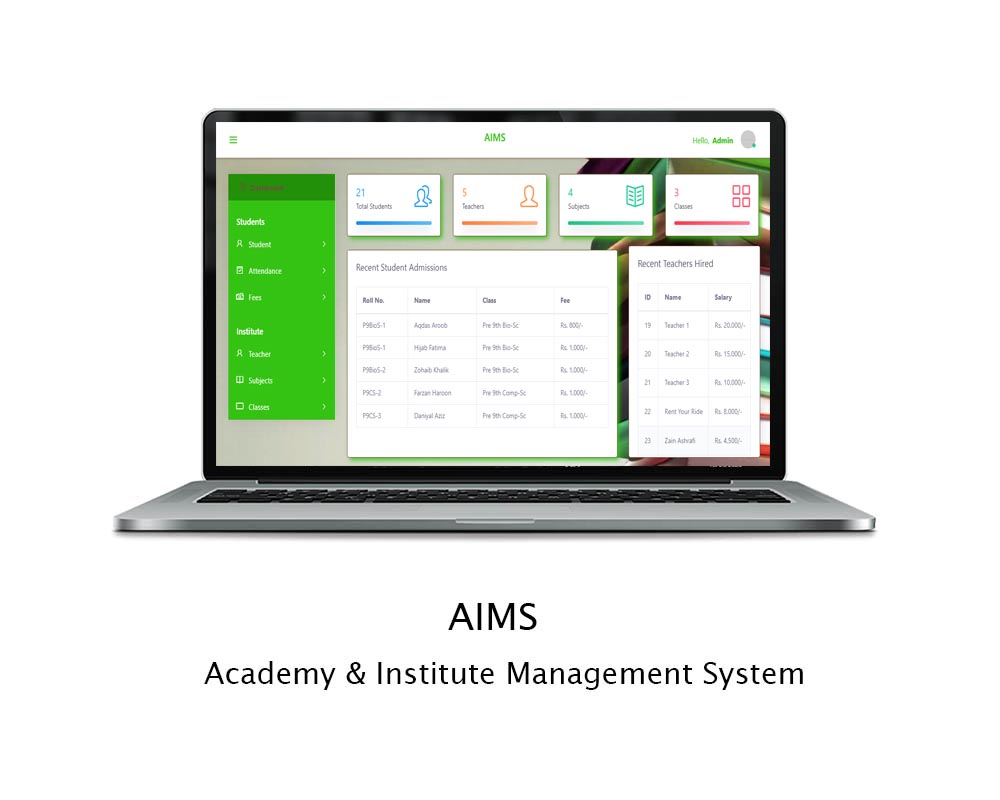 AIMS
Hello, Admin
Dashboard
Students
Student
Attendance
Fees
Institute
Teacher
Subjects
Classes
21
Total Students
5
Teachers
4
Subjects
3
Classes
Recent Student Admissions
Roll No. Name Class Fee
P9BioS-1 Aqdas Aroob Pre 9th Bio-Sc Rs. 800/-
P9BioS-1 Hijab Fatima Pre 9th Bio-Sc Rs. 1,000/-
P9BioS-2 Zohaib Khalik Pre 9th Bio-Sc Rs. 1,000/-
P9CS-2 Farzan Haroon Pre 9th Comp-Sc Rs. 1,000/-
P9CS-3 Daniyal Aziz Pre 9th Comp-Sc Rs. 1,000/-
Recent Teachers Hired
ID Name Salary
19 Teacher 1 Rs. 20,000/-
20 Teacher 2 Rs. 15,000/-
21 Teacher 3 Rs. 10,000/-
22 Rent Your Ride Rs. 8,000/-
23 Zain Ashrafi Rs. 4,500/-
AIMS
Academy & Institute Management System